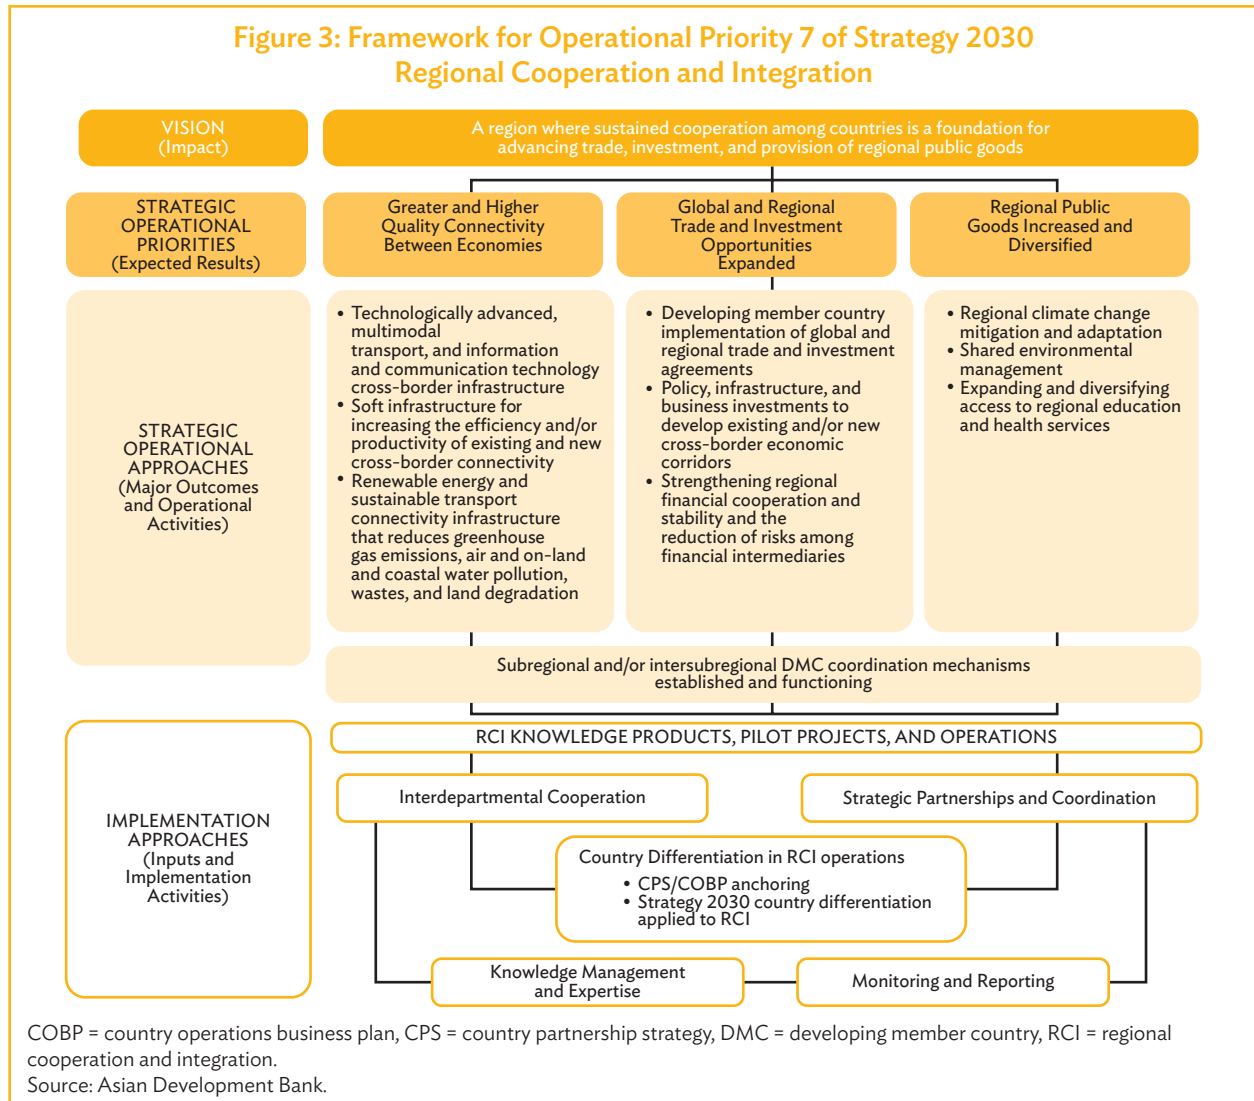 Figure 3: Framework for Operational Priority 7 of Strategy 2030
Regional Cooperation and Integration
VISION
(Impact)
A region where sustained cooperation among countries is a foundation for
advancing trade, investment, and provision of regional public goods
STRATEGIC
OPERATIONAL
PRIORITIES
(Expected Results)
Greater and Higher
Quality Connectivity
Between Economies
Global and Regional
Trade and Investment
Opportunities
Expanded
Regional Public
Goods Increased and
Diversified
STRATEGIC
OPERATIONAL
APPROACHES
(Major Outcomes
and Operational
Activities)
• Technologically advanced,
multimodal
transport, and information
and communication technology
cross-border infrastructure
• Soft infrastructure for
increasing the efficiency and/or
productivity of existing and new
cross-border connectivity
• Renewable energy and
sustainable transport
connectivity infrastructure
that reduces greenhouse
gas emissions, air and on-land
and coastal water pollution,
wastes, and land degradation
• Developing member country
implementation of global and
regional trade and investment
agreements
• Policy, infrastructure, and
business investments to
develop existing and/or new
cross-border economic
corridors
• Strengthening regional
financial cooperation and
stability and the
reduction of risks among
financial intermediaries
• Regional climate change
mitigation and adaptation
• Shared environmental
management
• Expanding and diversifying
access to regional education
and health services
Subregional and/or intersubregional DMC coordination mechanisms
established and functioning
IMPLEMENTATION
APPROACHES
(Inputs and
Implementation
Activities)
RCI KNOWLEDGE PRODUCTS, PILOT PROJECTS, AND OPERATIONS
Interdepartmental Cooperation
Strategic Partnerships and Coordination
Country Differentiation in RCI operations
• CPS/COBP anchoring
• Strategy 2030 country differentiation
applied to RCI
Knowledge Management
and Expertise
Monitoring and Reporting
COBP = country operations business plan, CPS = country partnership strategy, DMC = developing member country, RCI = regional
cooperation and integration.
Source: Asian Development Bank.